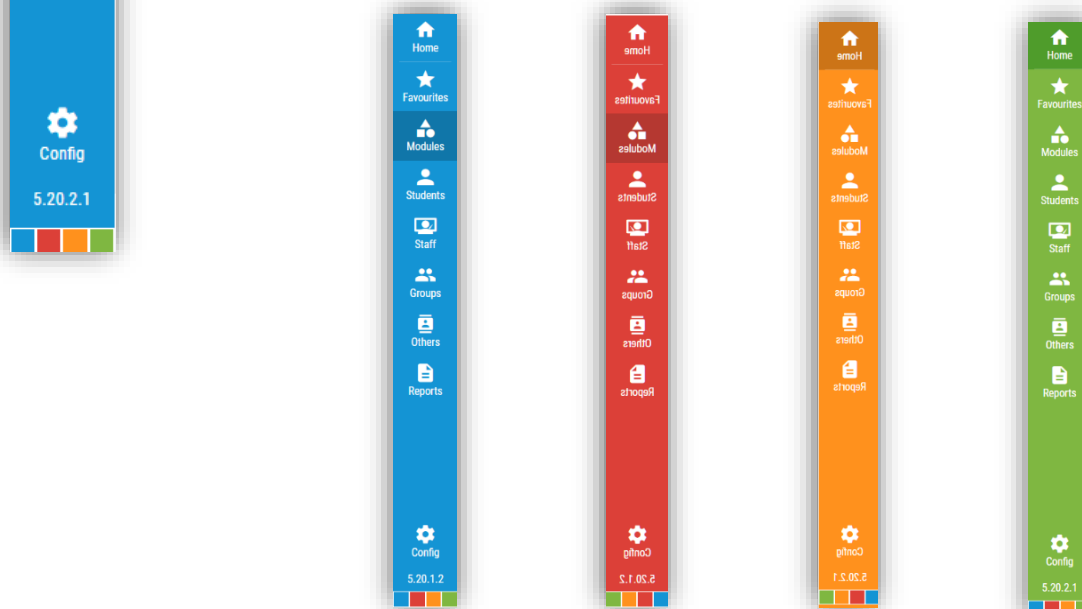 Config
5.20.2.1
Home
Favourites
Modules
Students
Staff
Groups
Others
Reports
Config
5.20.1.2
Home
Favourites
Modules
Students
Staff
Groups
Others
Reports
Config
5.20.1.2
Home
Favourites
Modules
Students
Staff
Groups
Others
Reports
Config
5.20.2.1
Home
Favourites
Modules
Students
Staff
Groups
Others
Reports
Config
5.20.2.1